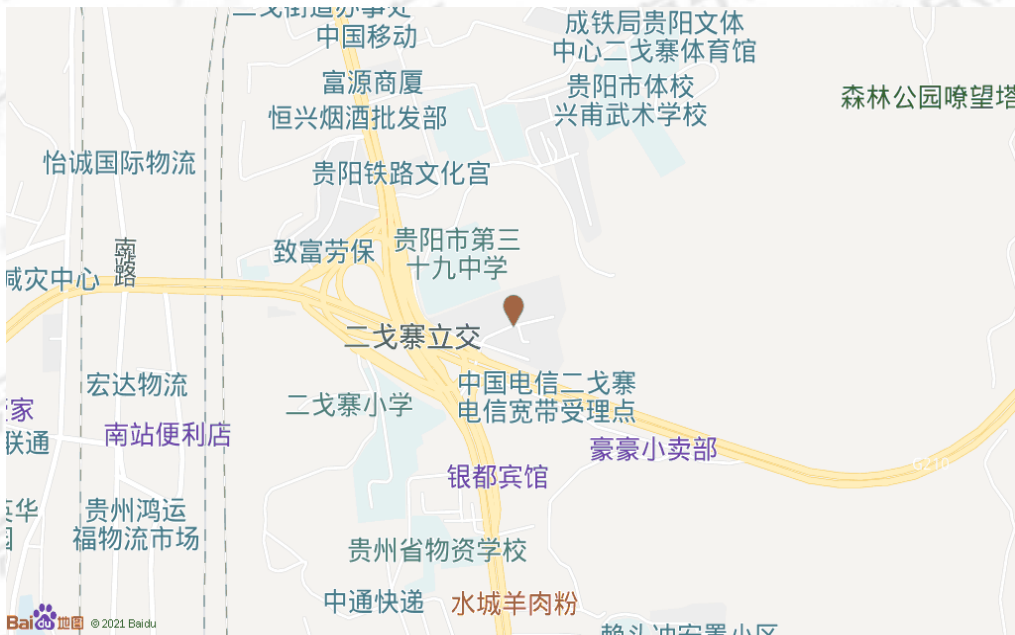 中国移动
成铁局贵阳文体
中心二戈寨体育馆
富源商厦
贵阳市体校
兴甫武术学校
森林公园嘹望塔
恒兴烟酒批发部
怡诚国际物流
贵阳铁路文化宫
致富劳保
贵阳市第三
十九中学
减灾中心
二戈寨立交
宏达物流
中国电信二戈寨
电信宽带受理点
二戈寨小学
家
联通
南站便利店
豪豪小卖部
G210
银都宾馆
贵州鸿运
福物流市场
贵州省物资学校
中通快递
水城羊肉粉
Bai du 地图
© 2021 Baidu